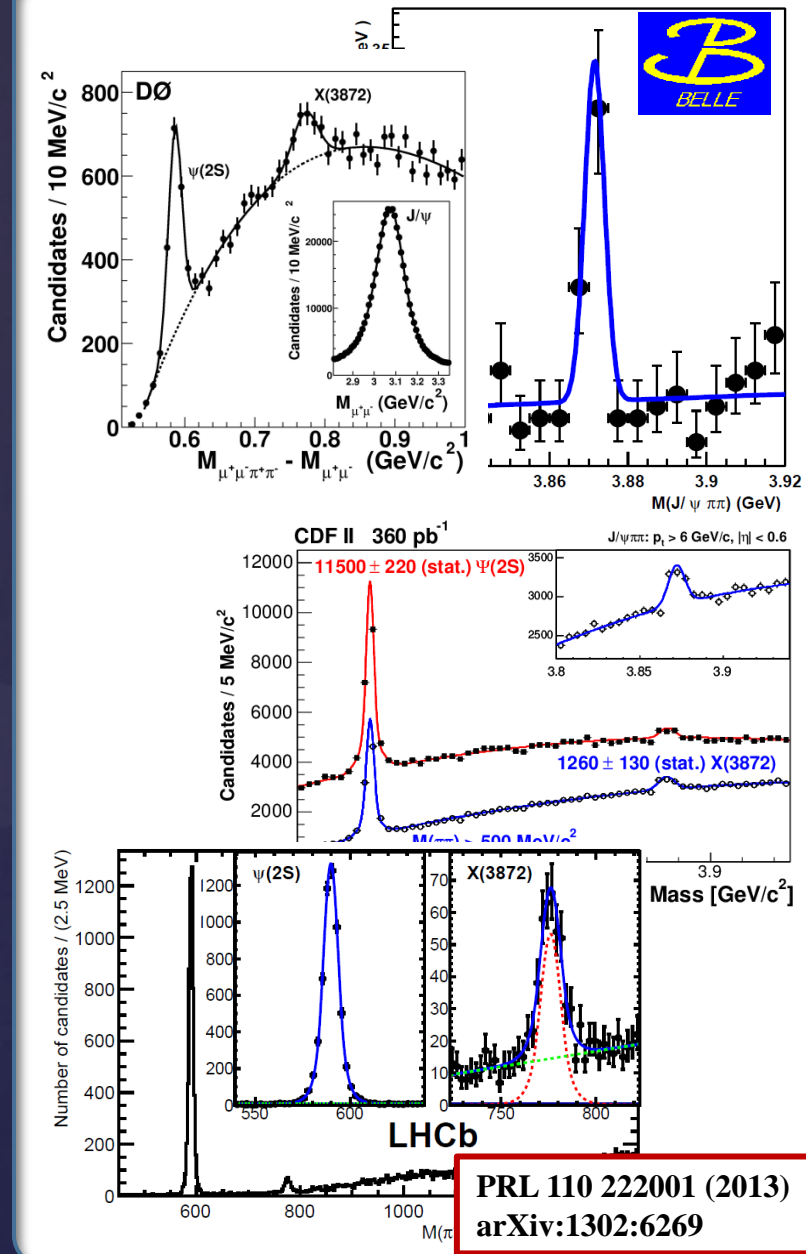 DØ
X(3872)
ψ(2S)
Candidates / 10 MeV/c²
800
600
400
200
0
0.6
0.7
0.8
0.9
1
M_μ⁺μ⁻π⁺π⁻ - M_μ⁺μ⁻ (GeV/c²)
J/ψ
Candidates / 10 MeV/c²
20000
10000
0
2.9
3
3.1
3.2
3.3
M_μ⁺μ⁻ (GeV/c²)
BELLE
3.86
3.88
3.9
3.92
M(J/ ψ ππ) (GeV)
CDF II 360 pb⁻¹
J/ψππ: pₜ > 6 GeV/c, |η| < 0.6
11500 ± 220 (stat.) Ψ(2S)
Candidates / 5 MeV/c²
12000
10000
8000
6000
4000
2000
3500
3000
2500
3.8
3.85
3.9
1260 ± 130 (stat.) X(3872)
M(ππ) > 500 MeV/c²
3.9
Mass [GeV/c²]
Number of candidates / (2.5 MeV)
1200
1000
800
600
400
200
0
600
800
1000
ψ(2S)
1200
1000
800
600
400
200
0
550
600
X(3872)
70
60
50
40
30
20
10
0
750
800
LHCb
PRL 110 222001 (2013)
arXiv:1302:6269